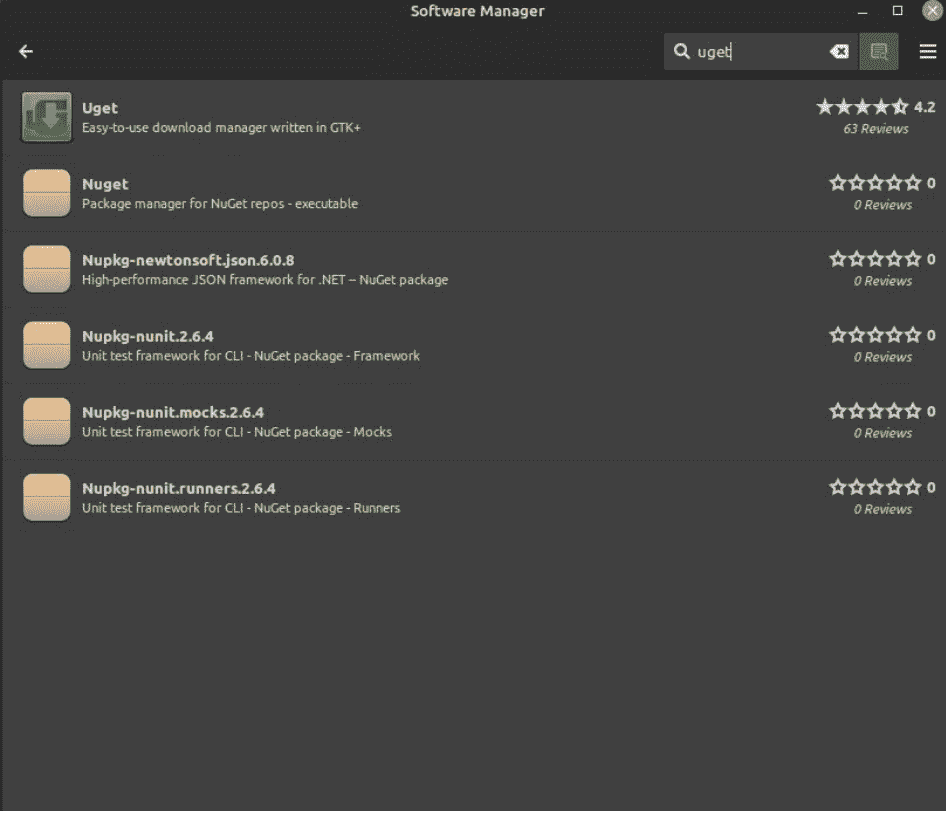 Software Manager
uget
Uget
Easy-to-use download manager written in GTK+
4.2
63 Reviews
Nuget
Package manager for NuGet repos - executable
0
0 Reviews
Nupkg-newtonsoft.json.6.0.8
High-performance JSON framework for .NET – NuGet package
0
0 Reviews
Nupkg-nunit.2.6.4
Unit test framework for CLI - NuGet package - Framework
0
0 Reviews
Nupkg-nunit.mocks.2.6.4
Unit test framework for CLI - NuGet package - Mocks
0
0 Reviews
Nupkg-nunit.runners.2.6.4
Unit test framework for CLI - NuGet package - Runners
0
0 Reviews